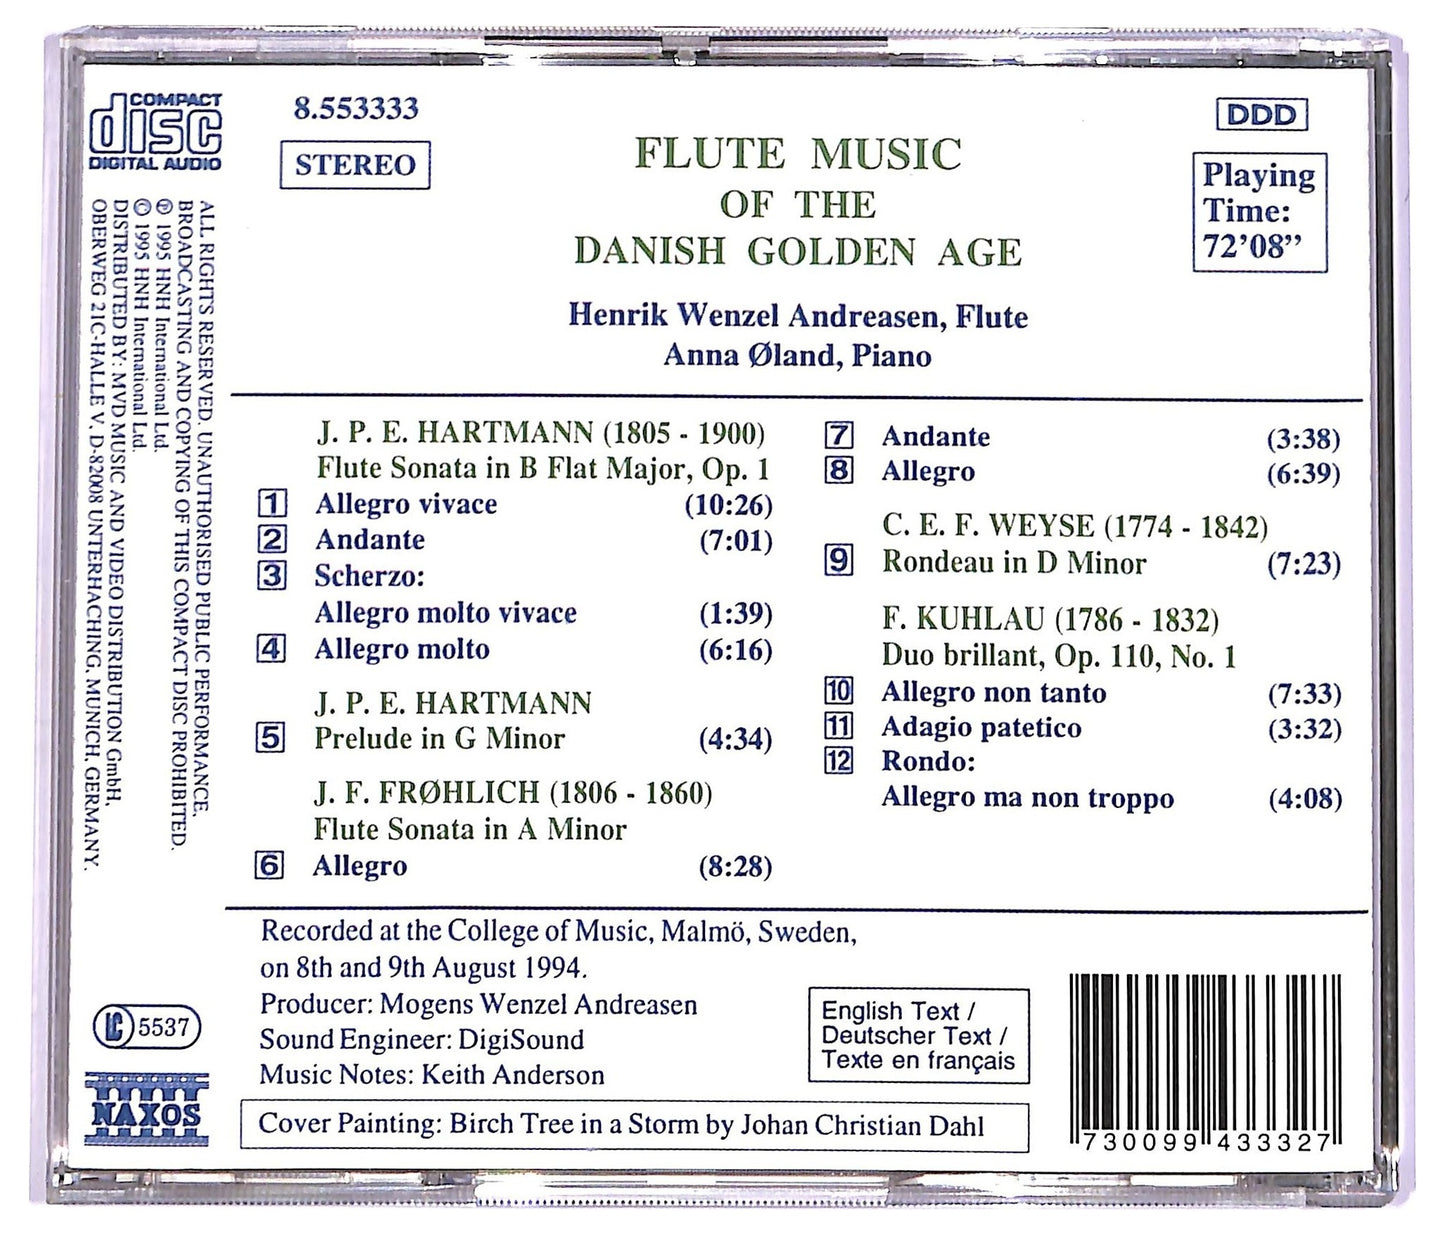 COMPACT
disc
DIGITAL AUDIO
8.553333
STEREO
FLUTE MUSIC
OF THE
DANISH GOLDEN AGE
DDD
Playing
Time:
72'08”
Henrik Wenzel Andreasen, Flute
Anna Øland, Piano
J. P. E. HARTMANN (1805 - 1900)
Flute Sonata in B Flat Major, Op. 1
1 Allegro vivace (10:26)
2 Andante (7:01)
3 Scherzo:
Allegro molto vivace (1:39)
4 Allegro molto (6:16)
J. P. E. HARTMANN
5 Prelude in G Minor (4:34)
J. F. FRØHLICH (1806 - 1860)
Flute Sonata in A Minor
6 Allegro (8:28)
7 Andante (3:38)
8 Allegro (6:39)
C. E. F. WEYSE (1774 - 1842)
9 Rondeau in D Minor (7:23)
F. KUHLAU (1786 - 1832)
Duo brillant, Op. 110, No. 1
10 Allegro non tanto (7:33)
11 Adagio patetico (3:32)
12 Rondo:
Allegro ma non troppo (4:08)
Recorded at the College of Music, Malmö, Sweden,
on 8th and 9th August 1994.
Producer: Mogens Wenzel Andreasen
Sound Engineer: DigiSound
Music Notes: Keith Anderson
Cover Painting: Birch Tree in a Storm by Johan Christian Dahl
English Text /
Deutscher Text /
Texte en français
730099 433327
ALL RIGHTS RESERVED. UNAUTHORISED PUBLIC PERFORMANCE,
BROADCASTING AND COPYING OF THIS COMPACT DISC PROHIBITED.
℗ 1995 HNH International Ltd.
© 1995 HNH International Ltd.
DISTRIBUTED BY: MVD MUSIC AND VIDEO DISTRIBUTION GmbH,
OBERWEG 21C-HALLE V. D-82008 UNTERHACHING, MUNICH, GERMANY.
LC 5537
NAXOS